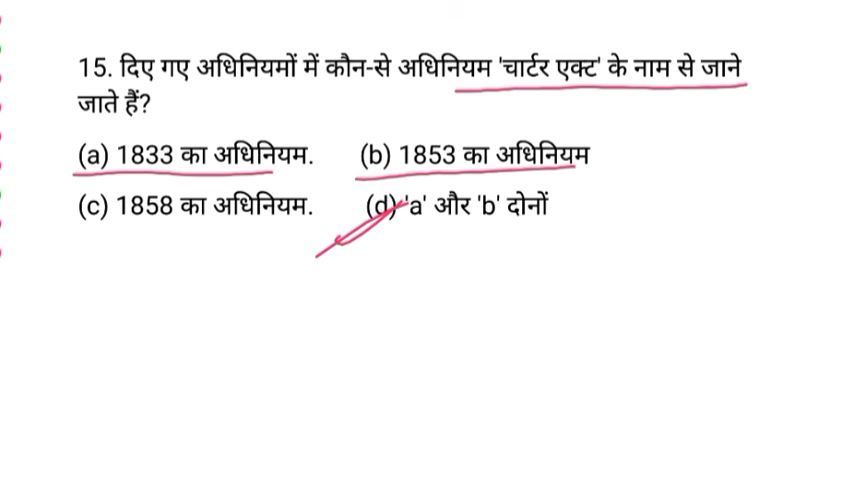 15. दिए गए अधिनियमों में कौन-से अधिनियम 'चार्टर एक्ट' के नाम से जाने
जाते हैं?
(a) 1833 का अधिनियम. (b) 1853 का अधिनियम
(c) 1858 का अधिनियम. (d) 'a' और 'b' दोनों